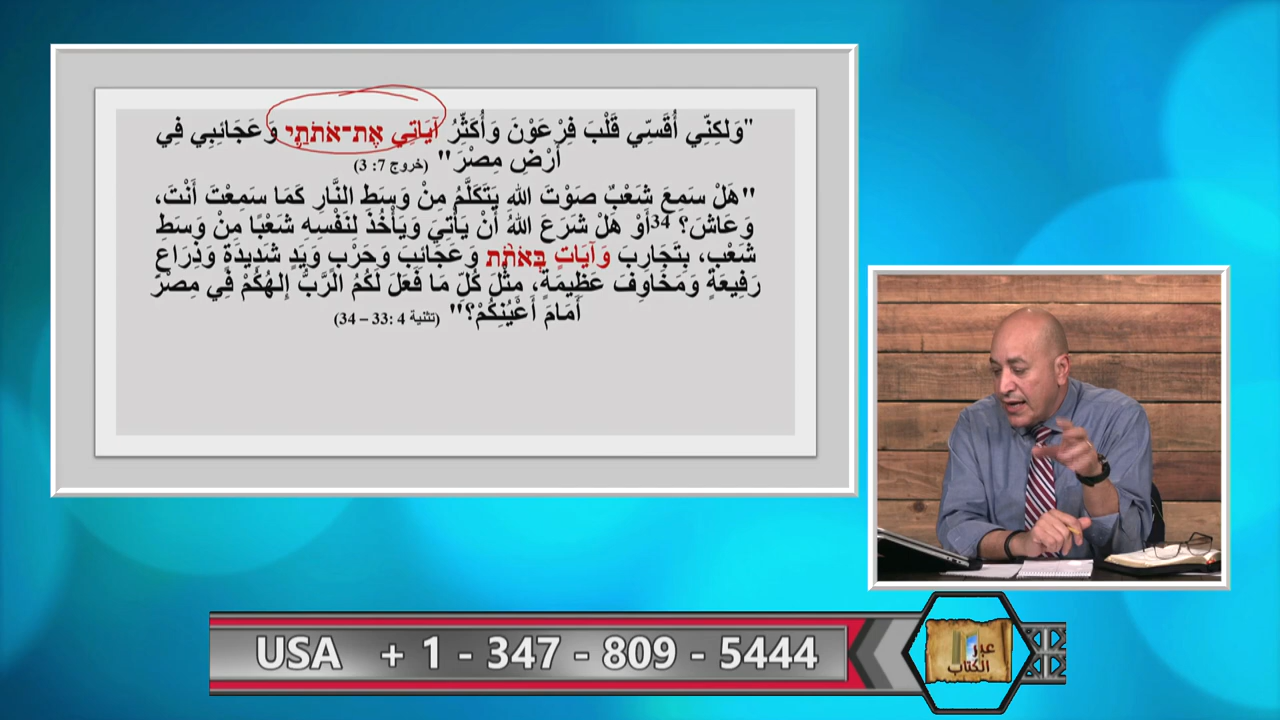 "وَلكِنِّي أُقَسِّي قَلْبَ فِرْعَوْنَ وَأُكَثِّرُ آيَاتِي אֶת־אֹתֹתַ֛י وَعَجَائِبِي فِي
أَرْضِ مِصْرَ" (خروج 7: 3)
"هَلْ سَمِعَ شَعْبٌ صَوْتَ اللهِ يَتَكَلَّمُ مِنْ وَسَطِ النَّارِ كَمَا سَمِعْتَ أَنْتَ،
وَعَاشَ؟ 34أَوْ هَلْ شَرَعَ اللهُ أَنْ يَأْتِيَ وَيَأْخُذَ لِنَفْسِهِ شَعْبًا مِنْ وَسَطِ
شَعْبٍ، بِتَجَارِبَ وَآيَاتٍ בְּאֹתֹ֣ת وَعَجَائِبَ وَحَرْبٍ وَيَدٍ شَدِيدَةٍ وَذِرَاعٍ
رَفِيعَةٍ وَمَخَاوِفَ عَظِيمَةٍ، مِثْلَ كُلِّ مَا فَعَلَ لَكُمُ الرَّبُّ إِلهُكُمْ فِي مِصْرَ
أَمَامَ أَعْيُنِكُمْ؟" (تثنية 4 :33 – 34)
USA + 1 - 347 - 809 - 5444
عبر
الكتاب